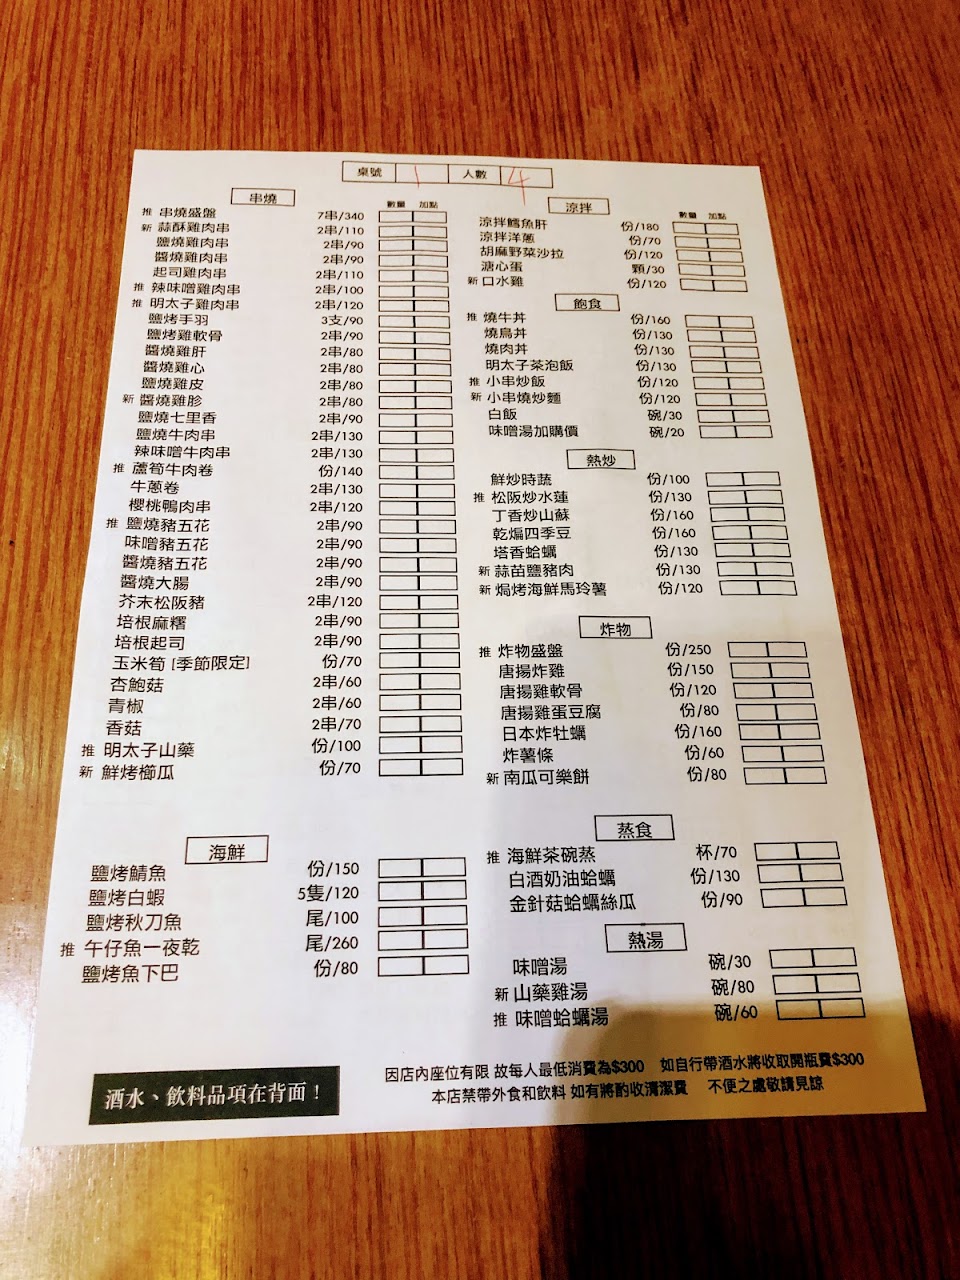 桌號 1 人數 4
串燒
數量 加點
推 串燒盛盤 7串/340
新 蒜酥雞肉串 2串/110
鹽燒雞肉串 2串/90
醬燒雞肉串 2串/90
起司雞肉串 2串/110
推 辣味噌雞肉串 2串/100
推 明太子雞肉串 2串/120
鹽烤手羽 3支/90
鹽烤雞軟骨 2串/90
醬燒雞肝 2串/80
醬燒雞心 2串/80
鹽燒雞皮 2串/80
新 醬燒雞胗 2串/80
鹽燒七里香 2串/90
鹽燒牛肉串 2串/130
辣味噌牛肉串 2串/130
推 蘆筍牛肉卷 份/140
牛蔥卷 2串/130
櫻桃鴨肉串 2串/120
推 鹽燒豬五花 2串/90
味噌豬五花 2串/90
醬燒豬五花 2串/90
醬燒大腸 2串/90
芥末松阪豬 2串/120
培根麻糬 2串/90
培根起司 2串/90
玉米筍 [季節限定] 份/70
杏鮑菇 2串/60
青椒 2串/60
香菇 2串/70
推 明太子山藥 份/100
新 鮮烤櫛瓜 份/70
海鮮
鹽烤鯖魚 份/150
鹽烤白蝦 5隻/120
鹽烤秋刀魚 尾/100
推 午仔魚一夜乾 尾/260
鹽烤魚下巴 份/80
涼拌
數量 加點
涼拌鱈魚肝 份/180
涼拌洋蔥 份/70
胡麻野菜沙拉 份/120
溏心蛋 顆/30
新 口水雞 份/120
飽食
推 燒牛丼 份/160
燒鳥丼 份/130
燒肉丼 份/130
明太子茶泡飯 份/130
推 小串炒飯 份/120
新 小串燒炒麵 份/120
白飯 碗/30
味噌湯加購價 碗/20
熱炒
鮮炒時蔬 份/100
推 松阪炒水蓮 份/130
丁香炒山蘇 份/160
乾煸四季豆 份/160
塔香蛤蠣 份/130
新 蒜苗鹽豬肉 份/130
新 焗烤海鮮馬玲薯 份/120
炸物
推 炸物盛盤 份/250
唐揚炸雞 份/150
唐揚雞軟骨 份/120
唐揚雞蛋豆腐 份/80
日本炸牡蠣 份/160
炸薯條 份/60
新 南瓜可樂餅 份/80
蒸食
推 海鮮茶碗蒸 杯/70
白酒奶油蛤蠣 份/130
金針菇蛤蠣絲瓜 份/90
熱湯
味噌湯 碗/30
新 山藥雞湯 碗/80
推 味噌蛤蠣湯 碗/60
酒水、飲料品項在背面！
因店內座位有限 故每人最低消費為$300 如自行帶酒水將收取開瓶費$300
本店禁帶外食和飲料 如有將酌收清潔費 不便之處敬請見諒